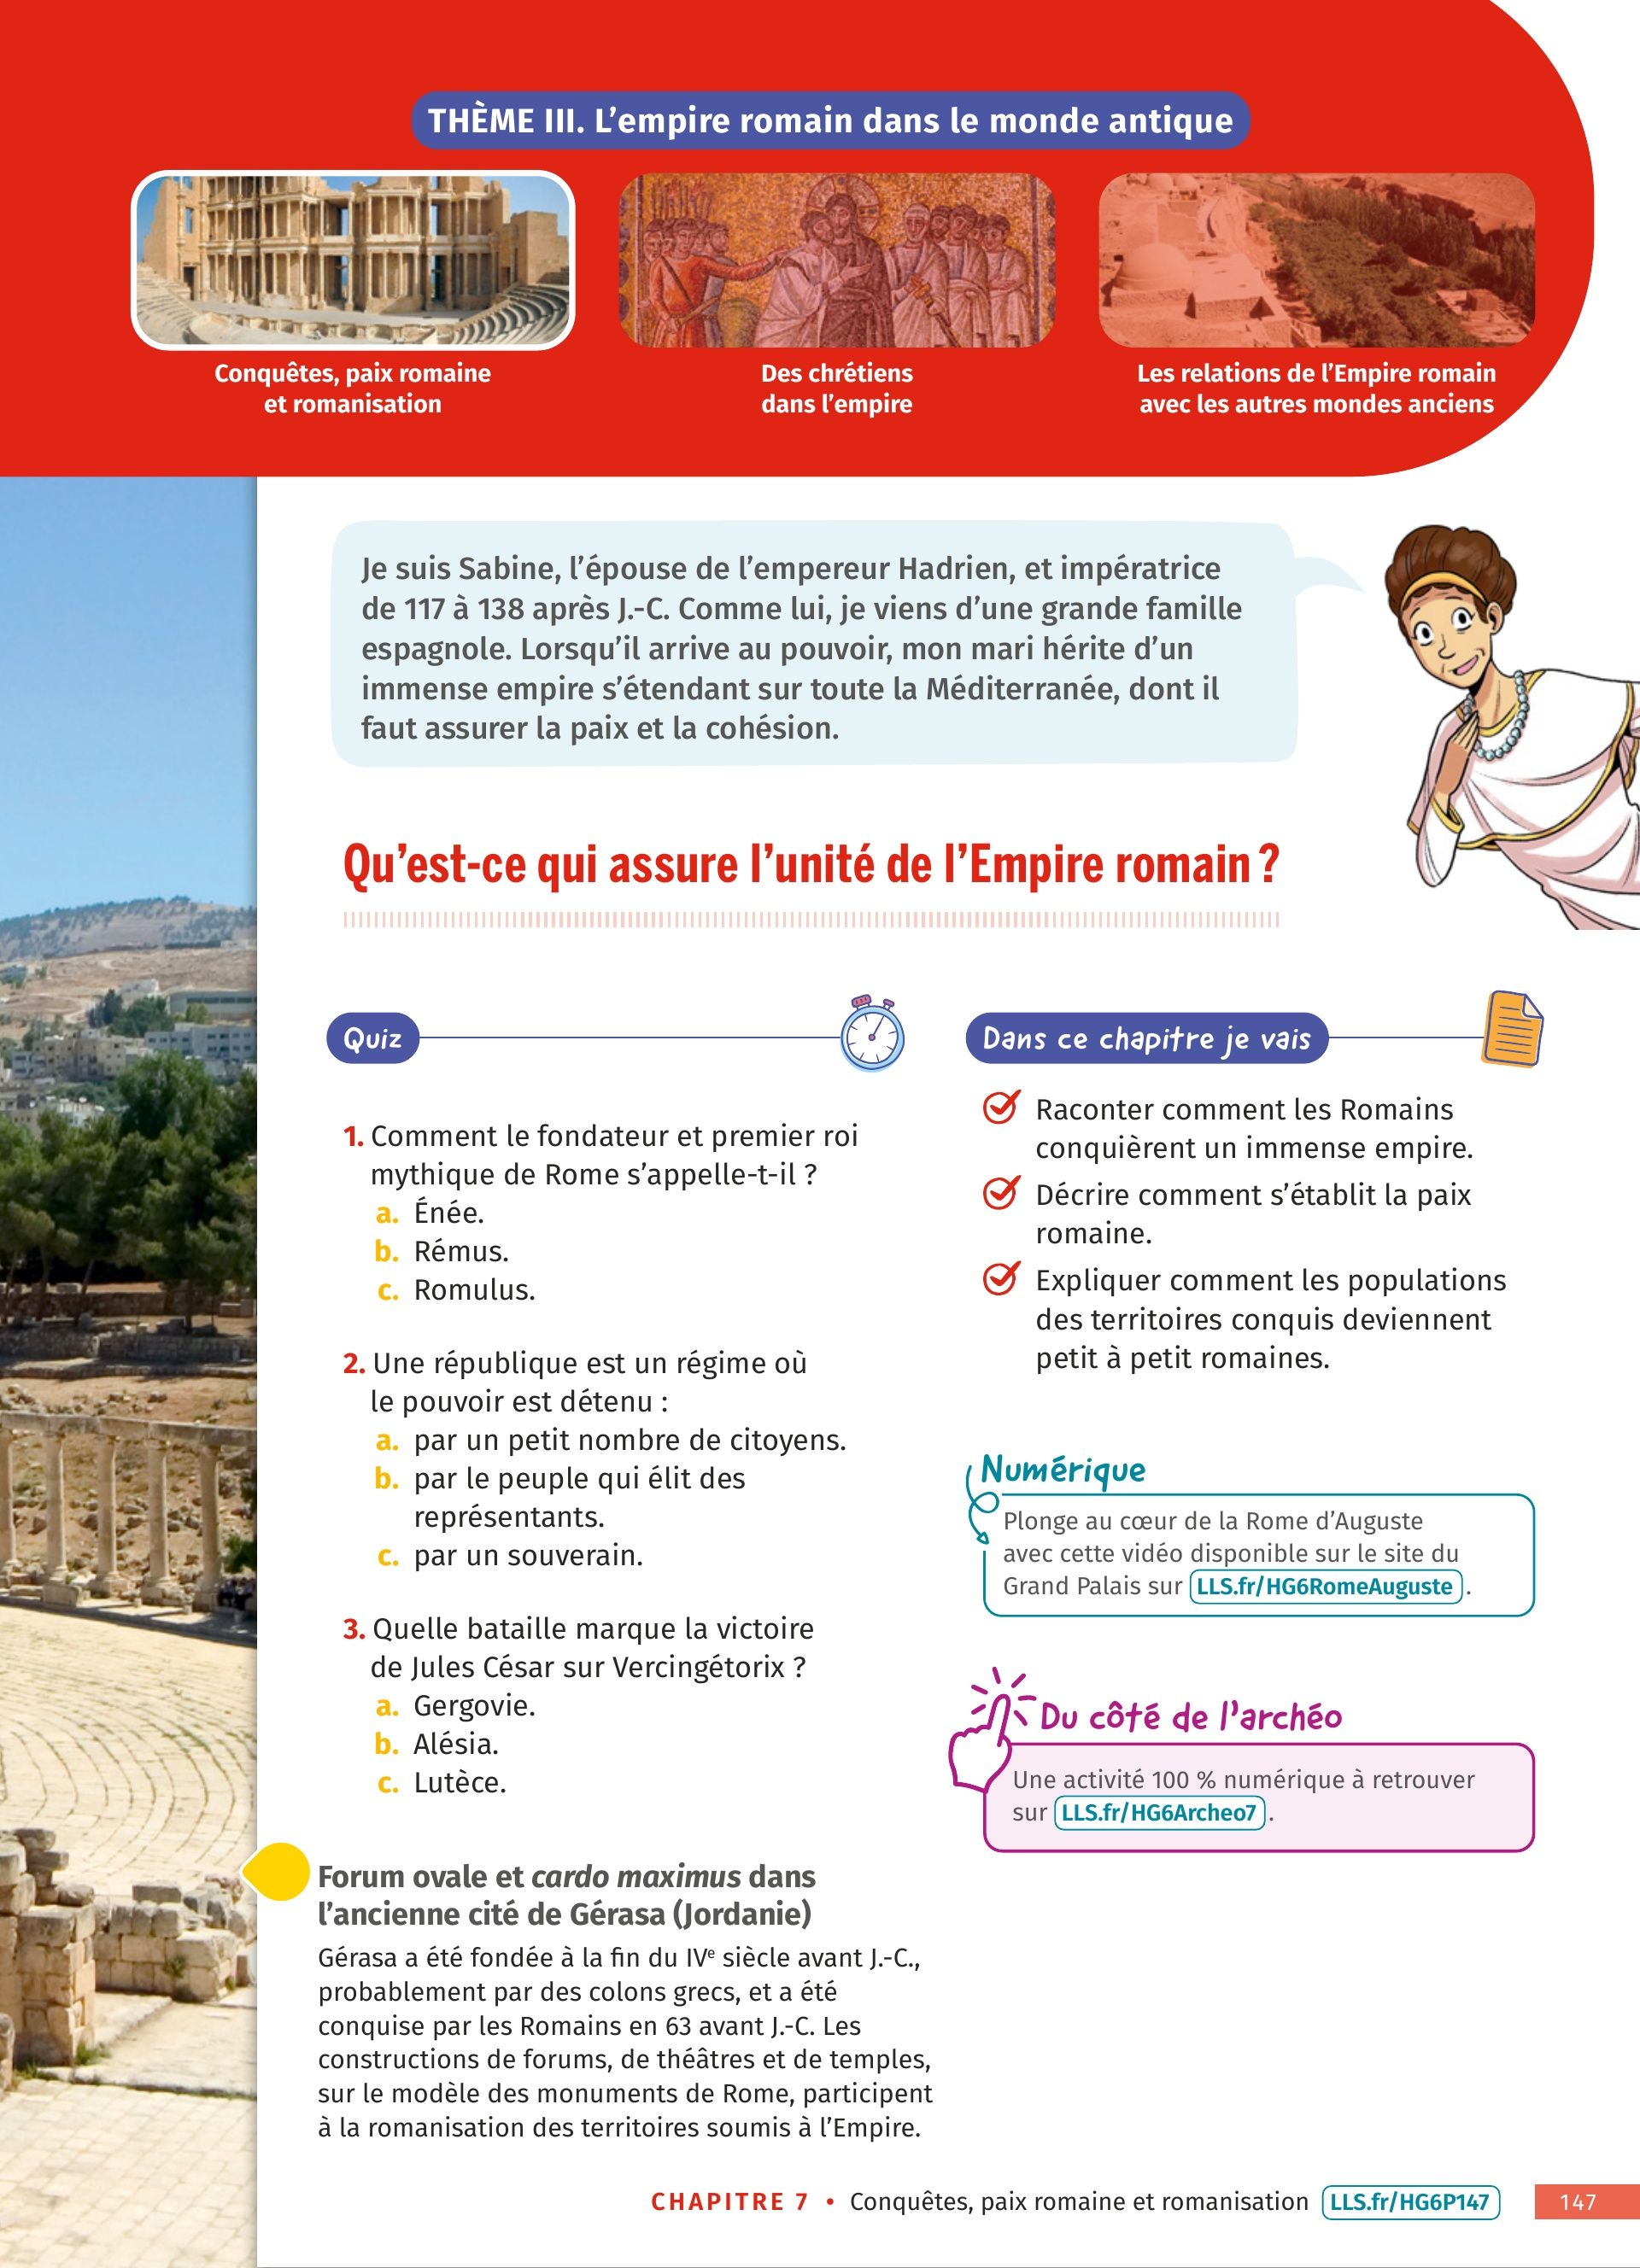 THÈME III. L’empire romain dans le monde antique
Conquêtes, paix romaine
et romanisation
Des chrétiens
dans l’empire
Les relations de l’Empire romain
avec les autres mondes anciens
Je suis Sabine, l’épouse de l’empereur Hadrien, et impératrice
de 117 à 138 après J.-C. Comme lui, je viens d’une grande famille
espagnole. Lorsqu’il arrive au pouvoir, mon mari hérite d’un
immense empire s’étendant sur toute la Méditerranée, dont il
faut assurer la paix et la cohésion.
Qu’est-ce qui assure l’unité de l’Empire romain ?
Quiz
1. Comment le fondateur et premier roi
mythique de Rome s’appelle-t-il ?
a. Énée.
b. Rémus.
c. Romulus.
2. Une république est un régime où
le pouvoir est détenu :
a. par un petit nombre de citoyens.
b. par le peuple qui élit des
représentants.
c. par un souverain.
3. Quelle bataille marque la victoire
de Jules César sur Vercingétorix ?
a. Gergovie.
b. Alésia.
c. Lutèce.
Forum ovale et cardo maximus dans
l’ancienne cité de Gérasa (Jordanie)
Gérasa a été fondée à la fin du IVe siècle avant J.-C.,
probablement par des colons grecs, et a été
conquise par les Romains en 63 avant J.-C. Les
constructions de forums, de théâtres et de temples,
sur le modèle des monuments de Rome, participent
à la romanisation des territoires soumis à l’Empire.
Dans ce chapitre je vais
Raconter comment les Romains
conquièrent un immense empire.
Décrire comment s’établit la paix
romaine.
Expliquer comment les populations
des territoires conquis deviennent
petit à petit romaines.
Numérique
Plonge au cœur de la Rome d’Auguste
avec cette vidéo disponible sur le site du
Grand Palais sur LLS.fr/HG6RomeAuguste .
Du côté de l’archéo
Une activité 100 % numérique à retrouver
sur LLS.fr/HG6Archeo7 .
CHAPITRE 7 • Conquêtes, paix romaine et romanisation LLS.fr/HG6P147 147